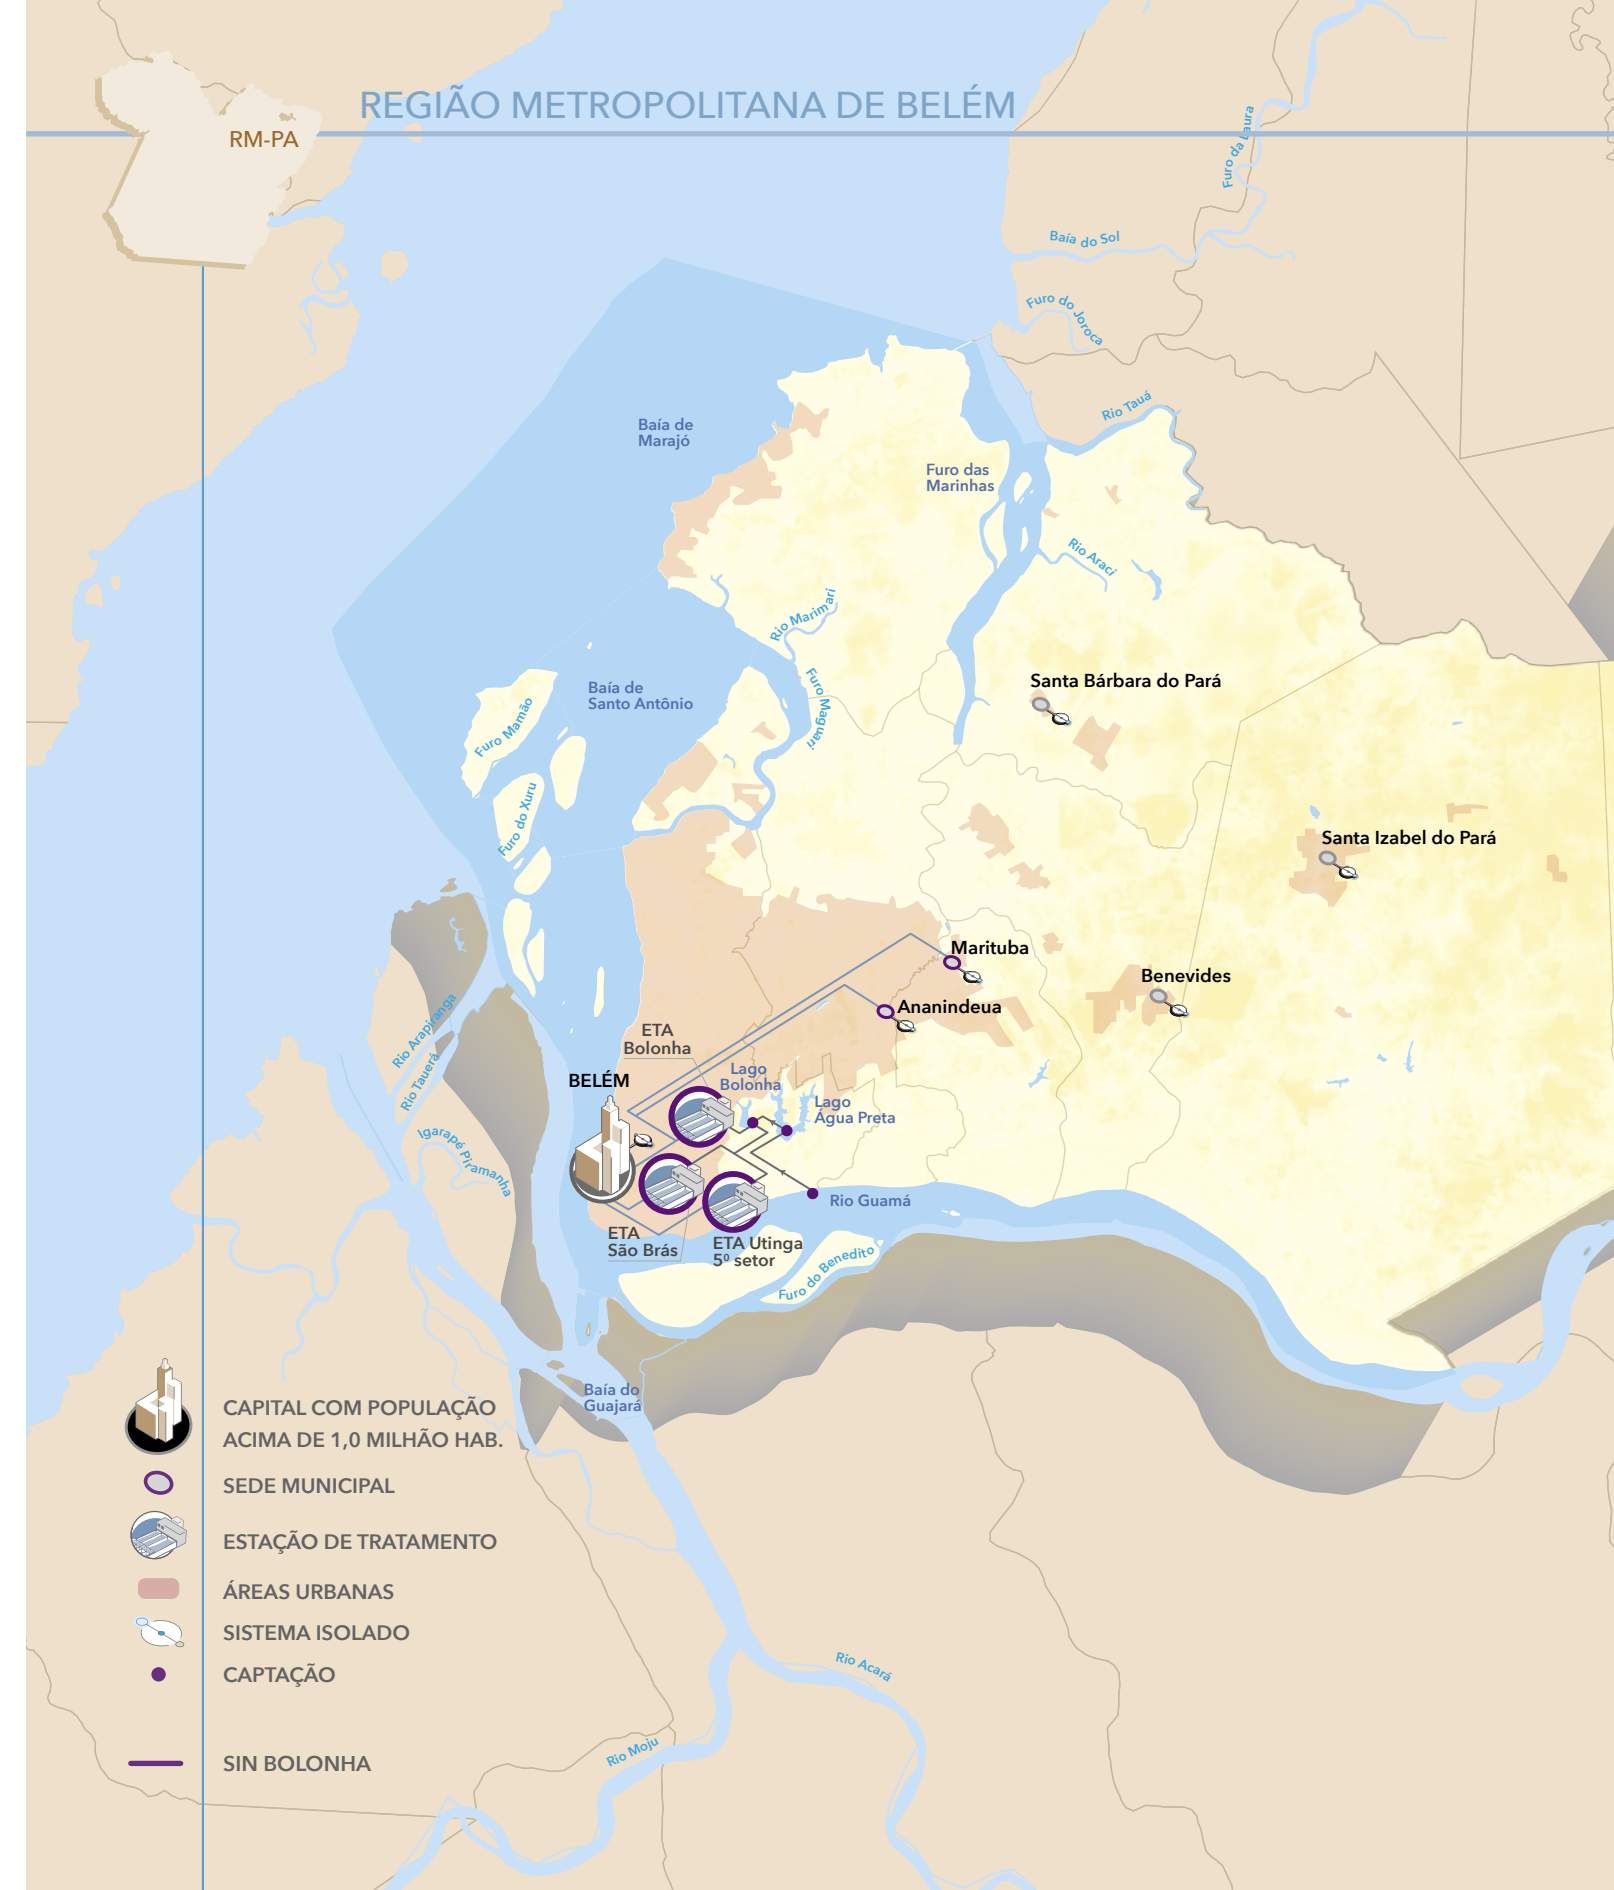 REGIÃO METROPOLITANA DE BELÉM
RM-PA
Furo da Laura
Baía do Sol
Furo do Joroca
Rio Tauá
Baía de
Marajó
Furo das
Marinhas
Rio Araci
Rio Marimari
Furo Maguari
Santa Bárbara do Pará
Baía de
Santo Antônio
Furo Mamão
Furo do Xuru
Santa Izabel do Pará
Marituba
Benevides
Ananindeua
Rio Arapiranga
Rio Tauerá
ETA
Bolonha
Lago
Bolonha
BELÉM
Lago
Água Preta
Igarapé Piramanha
Rio Guamá
ETA
São Brás
ETA Utinga
5º setor
Furo do Benedito
Baía do
Guajará
CAPITAL COM POPULAÇÃO
ACIMA DE 1,0 MILHÃO HAB.
SEDE MUNICIPAL
ESTAÇÃO DE TRATAMENTO
ÁREAS URBANAS
SISTEMA ISOLADO
CAPTAÇÃO
SIN BOLONHA
Rio Acará
Rio Moju